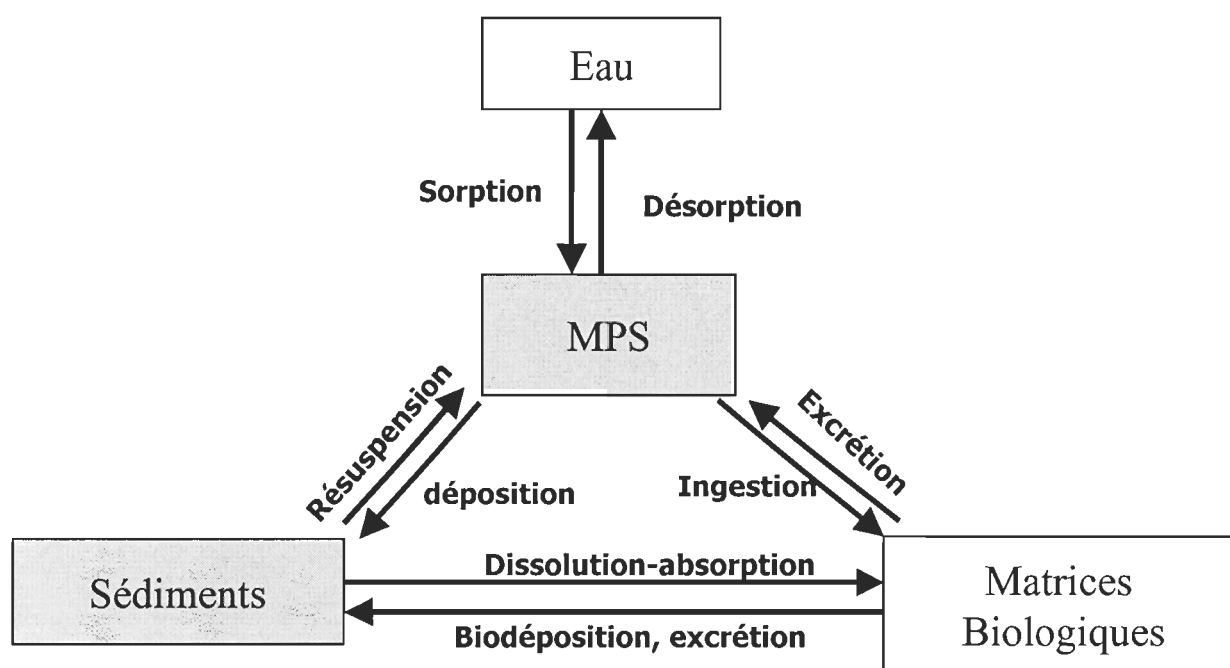 Eau
Sorption
Désorption
MPS
Résuspension
déposition
Ingestion
Excrétion
Sédiments
Dissolution-absorption
Biodéposition, excrétion
Matrices
Biologiques